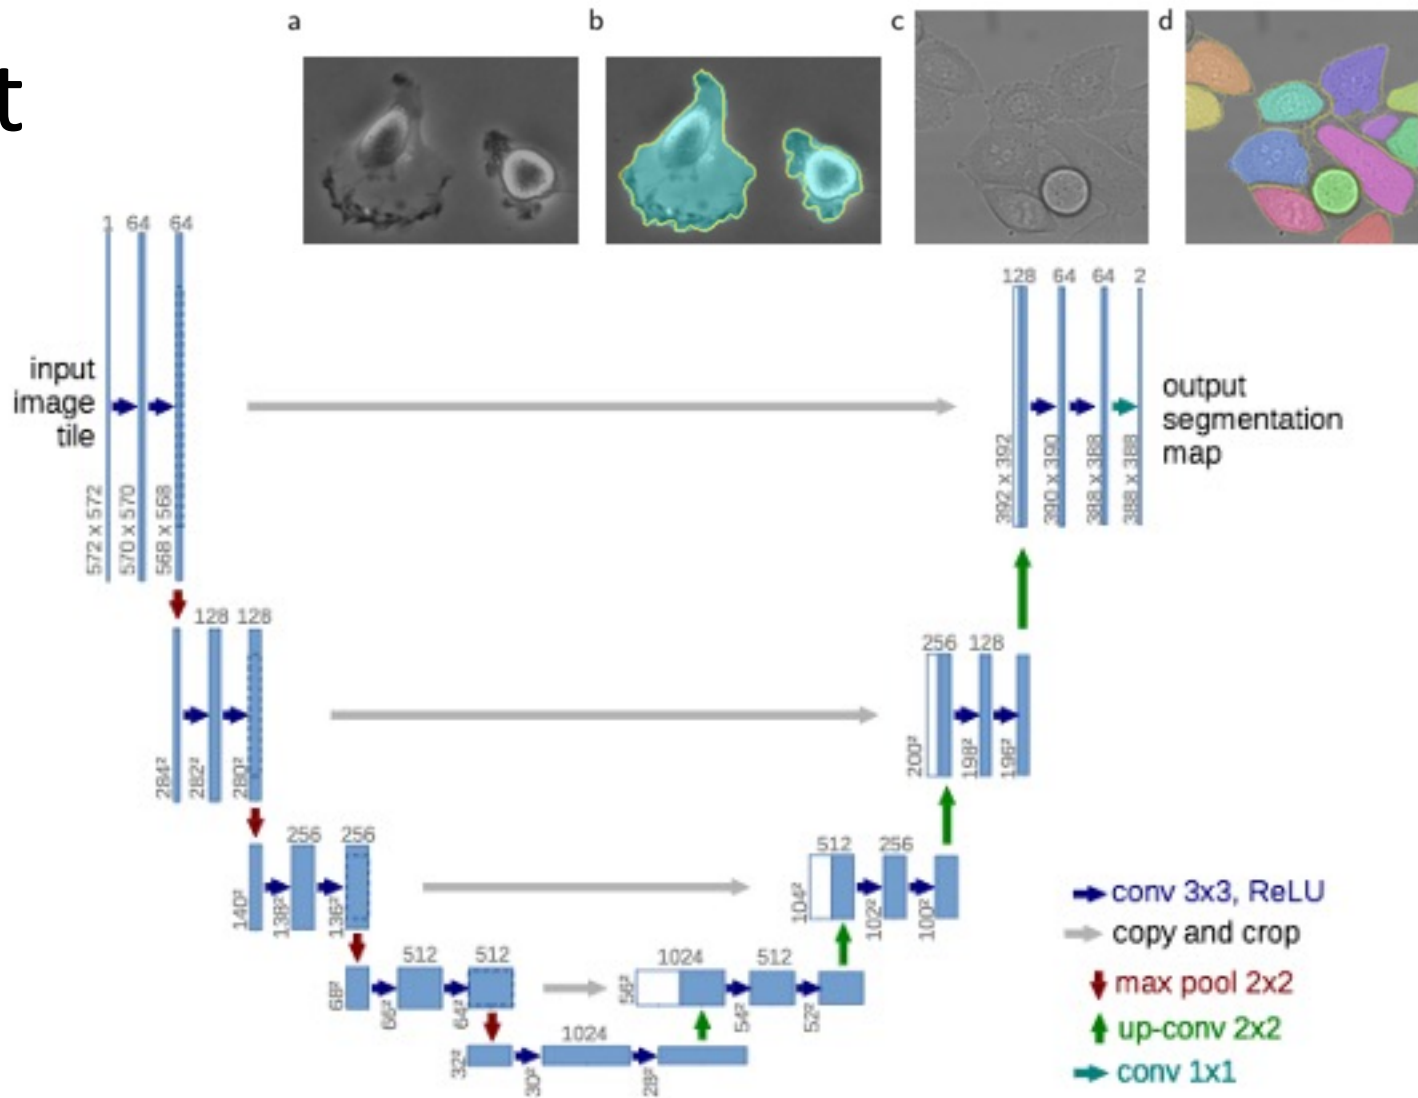 t
a b c d
1 64 64
128 64 64 2
input
image
tile
output
segmentation
map
572 x 572
570 x 570
568 x 568
392 x 392
390 x 390
388 x 388
388 x 388
128 128
256 128
284²
282²
280²
200²
198²
196²
256 256
512 256
140²
138²
136²
104²
102²
100²
512 512
1024 512
68²
66²
64²
56²
54²
52²
1024
32²
30²
28²
conv 3x3, ReLU
copy and crop
max pool 2x2
up-conv 2x2
conv 1x1